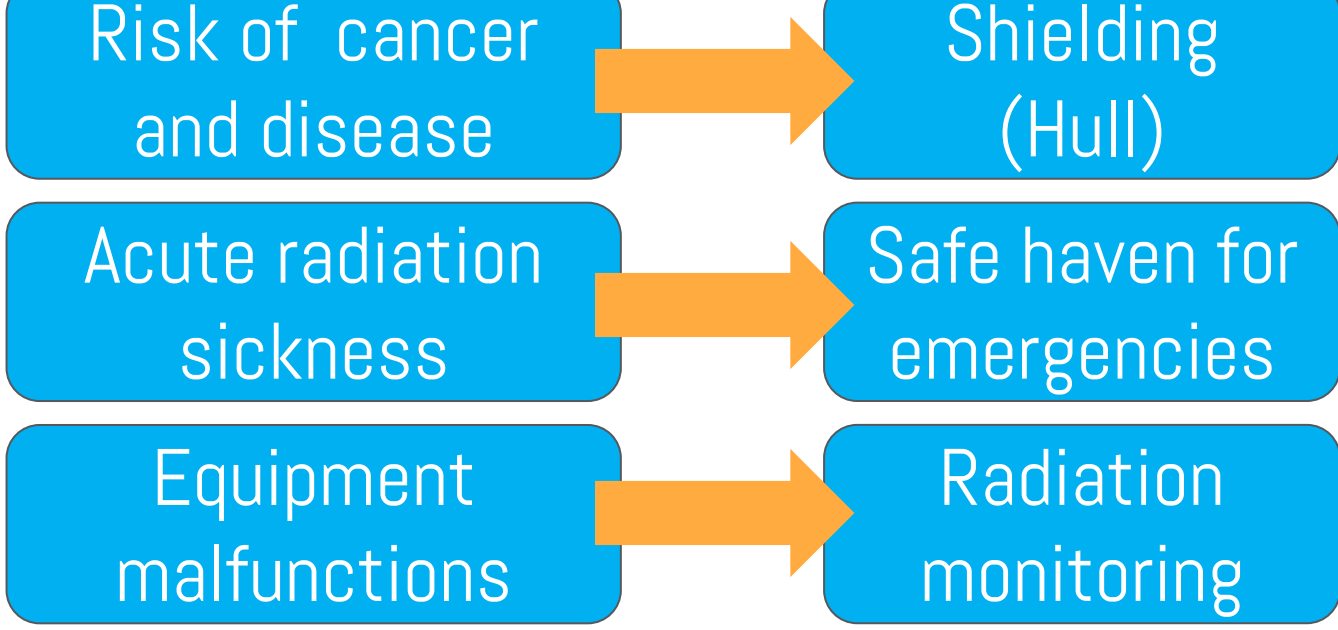 Risk of cancer
and disease
Shielding
(Hull)
Acute radiation
sickness
Safe haven for
emergencies
Equipment
malfunctions
Radiation
monitoring